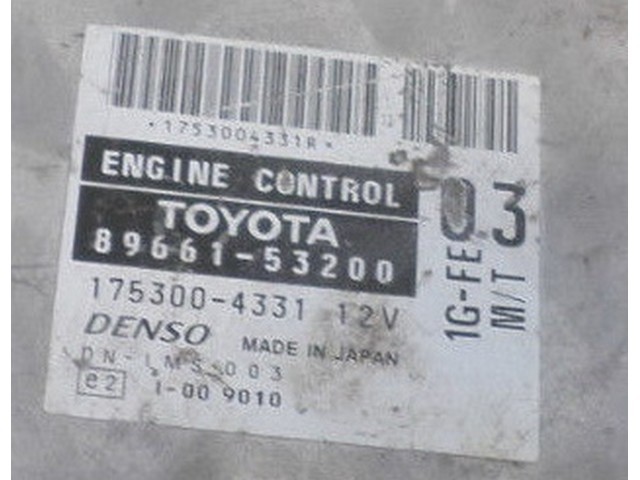 *1753004331R*
ENGINE CONTROL
TOYOTA
89661-53200
175300-4331 12V
DENSO MADE IN JAPAN
e2 1-00 9010
03
1G-FE
M/T